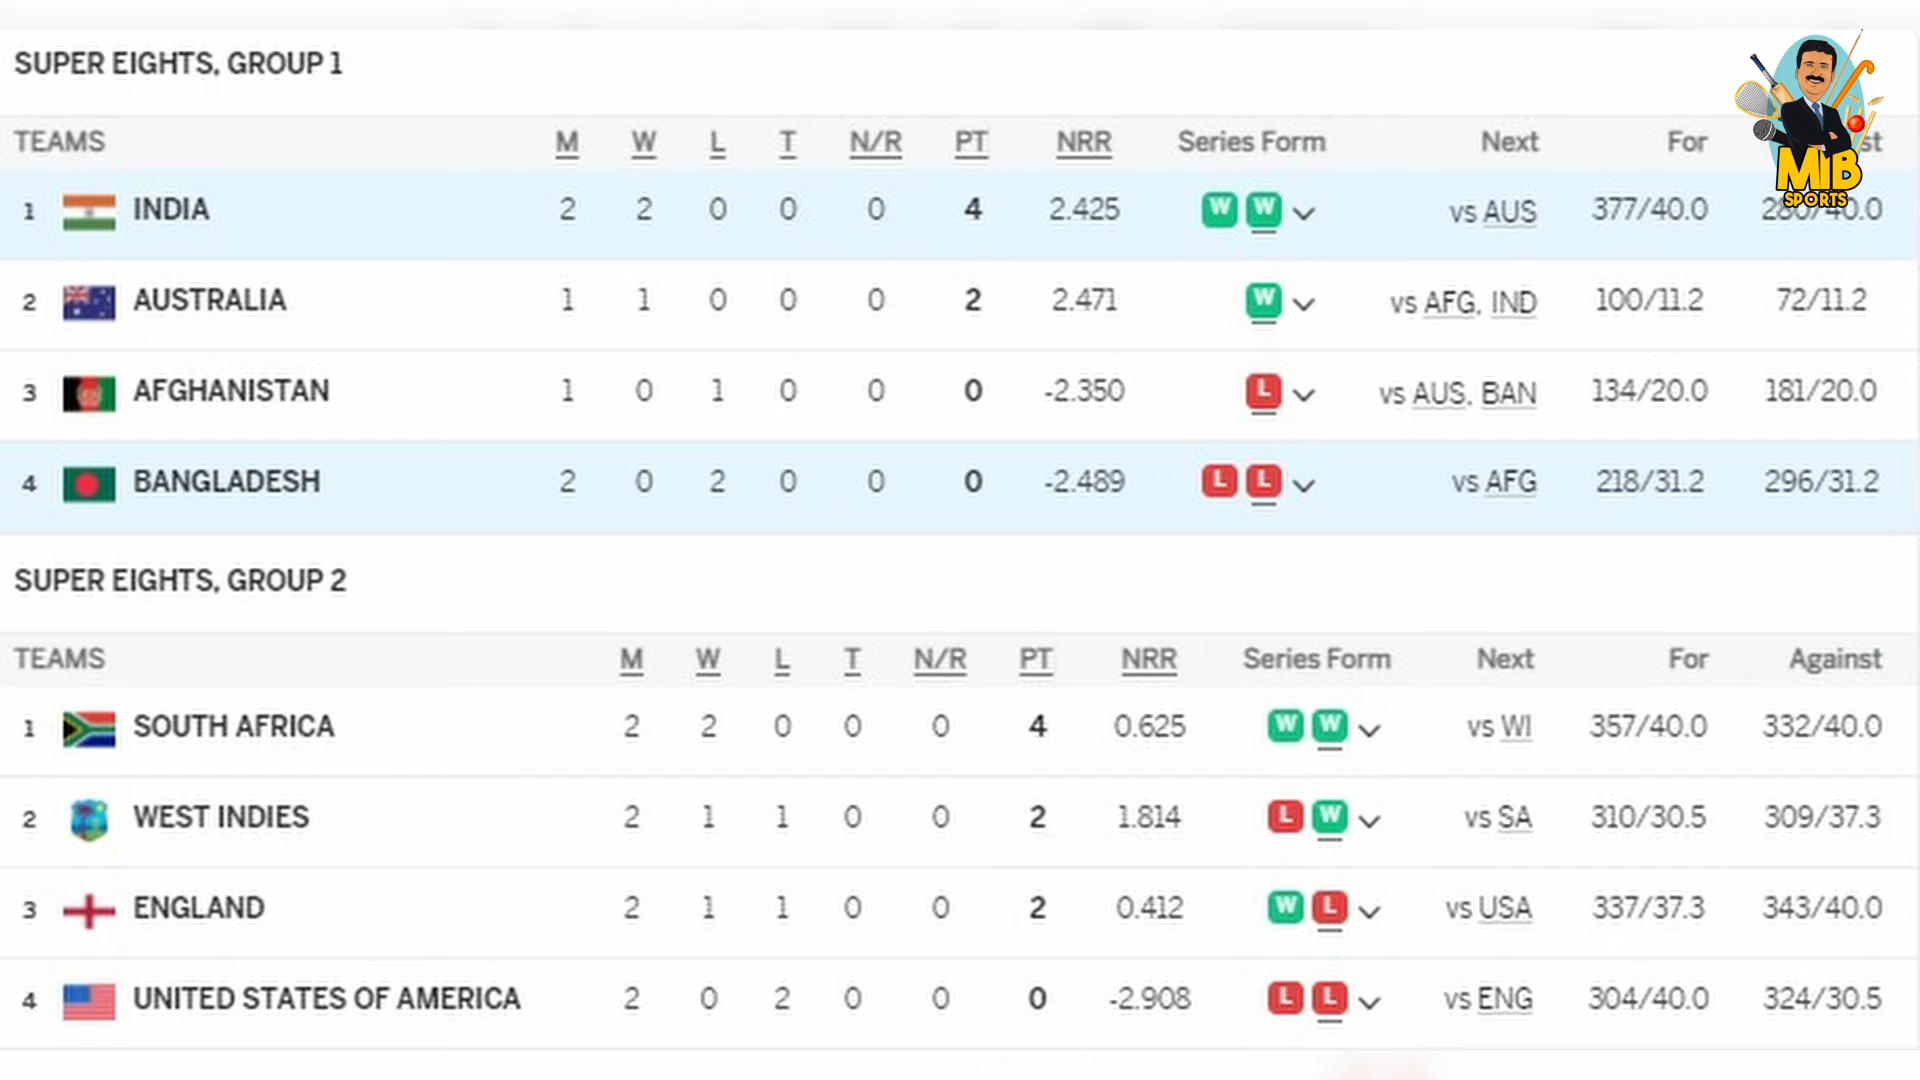 SUPER EIGHTS, GROUP 1
TEAMS M W L T N/R PT NRR Series Form Next For st
1 INDIA 2 2 0 0 0 4 2.425 W W vs AUS 377/40.0 280/40.0
2 AUSTRALIA 1 1 0 0 0 2 2.471 W vs AFG, IND 100/11.2 72/11.2
3 AFGHANISTAN 1 0 1 0 0 0 -2.350 L vs AUS, BAN 134/20.0 181/20.0
4 BANGLADESH 2 0 2 0 0 0 -2.489 L L vs AFG 218/31.2 296/31.2
SUPER EIGHTS, GROUP 2
TEAMS M W L T N/R PT NRR Series Form Next For Against
1 SOUTH AFRICA 2 2 0 0 0 4 0.625 W W vs WI 357/40.0 332/40.0
2 WEST INDIES 2 1 1 0 0 2 1.814 L W vs SA 310/30.5 309/37.3
3 ENGLAND 2 1 1 0 0 2 0.412 W L vs USA 337/37.3 343/40.0
4 UNITED STATES OF AMERICA 2 0 2 0 0 0 -2.908 L L vs ENG 304/40.0 324/30.5
MIB
SPORTS